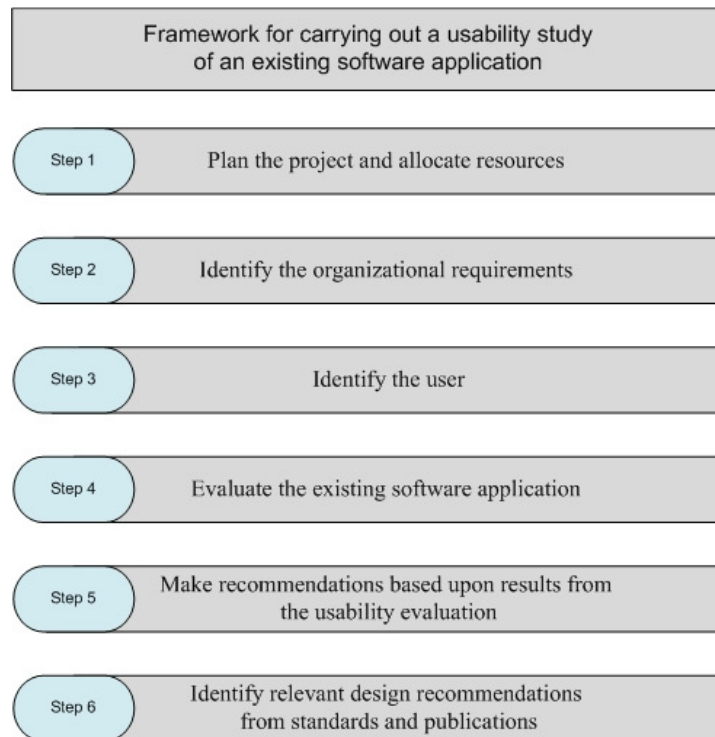 Framework for carrying out a usability study
of an existing software application
Step 1
Plan the project and allocate resources
Step 2
Identify the organizational requirements
Step 3
Identify the user
Step 4
Evaluate the existing software application
Step 5
Make recommendations based upon results from
the usability evaluation
Step 6
Identify relevant design recommendations
from standards and publications